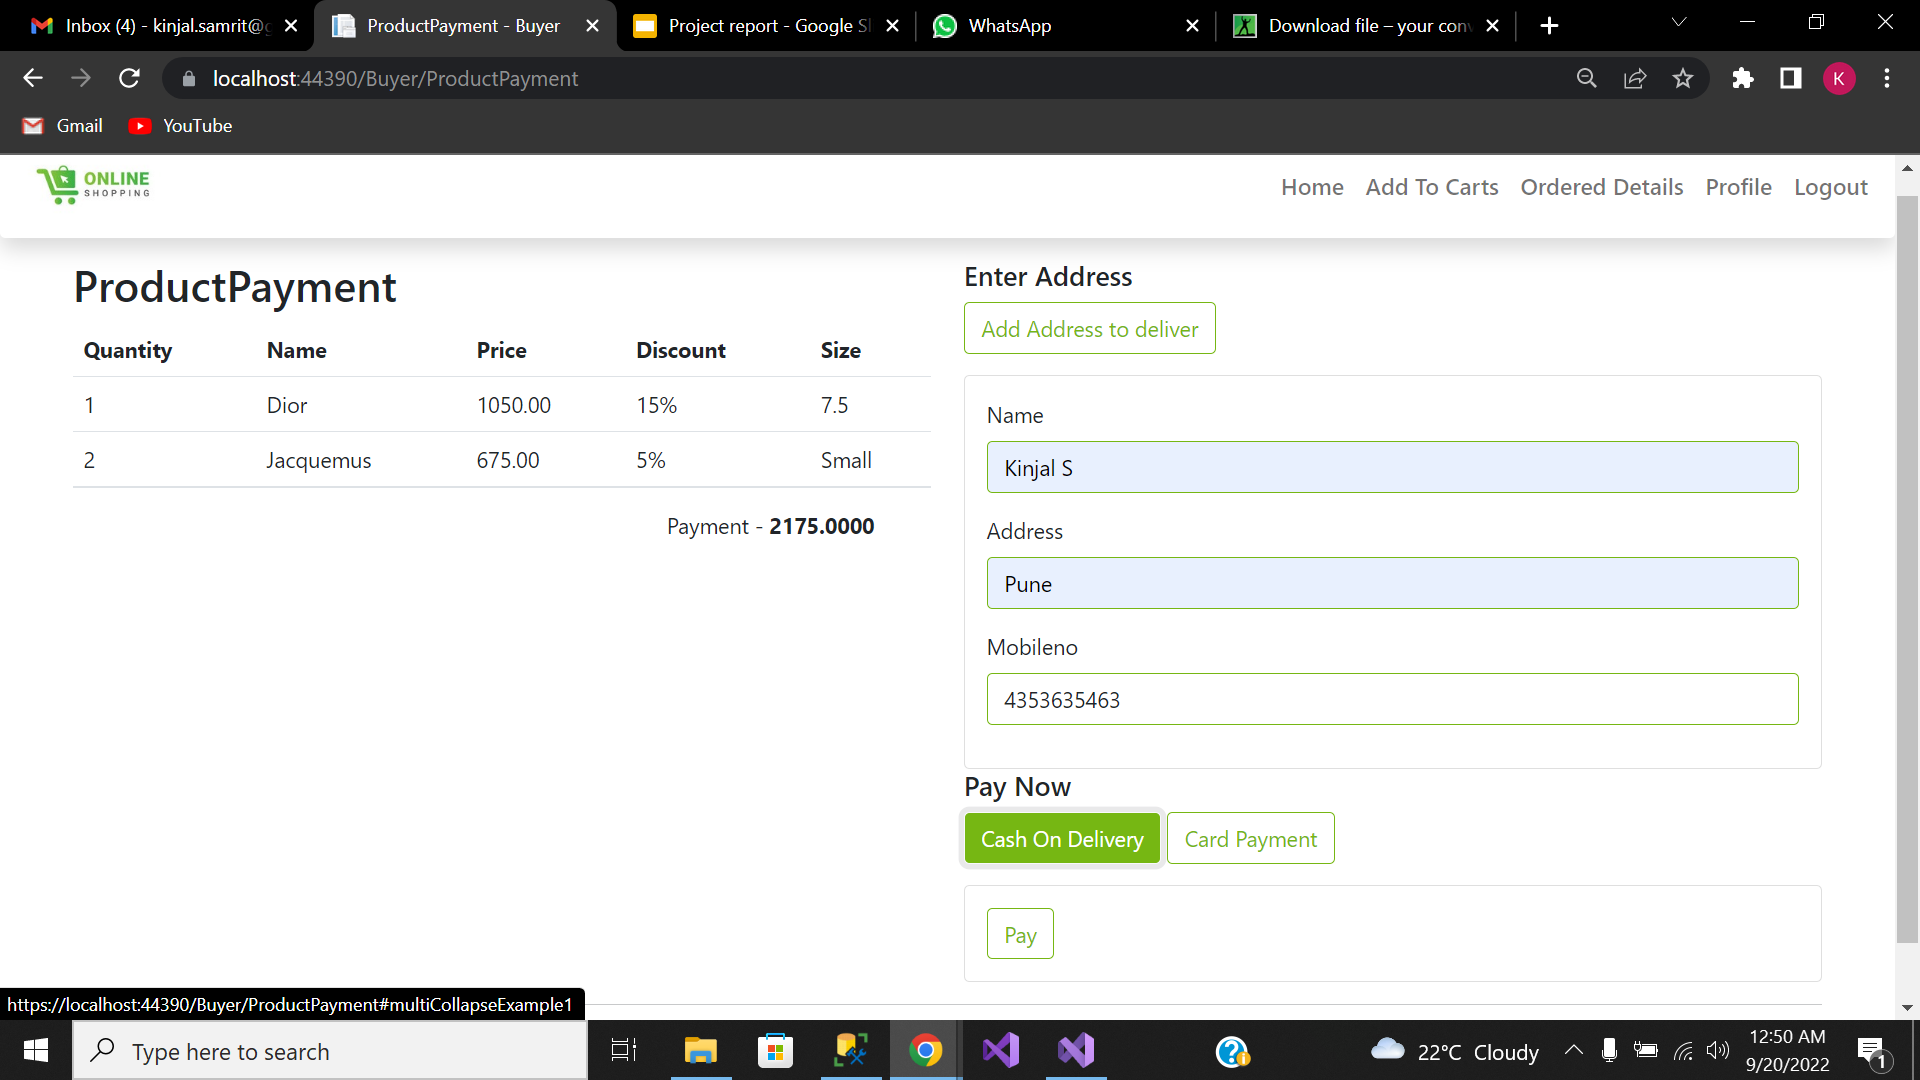 Inbox (4) - kinjal.samrit@g
ProductPayment - Buyer
Project report - Google Sl
WhatsApp
Download file – your conv
localhost:44390/Buyer/ProductPayment
K
Gmail
YouTube
ONLINE
SHOPPING
Home
Add To Carts
Ordered Details
Profile
Logout
ProductPayment
Quantity Name Price Discount Size
1 Dior 1050.00 15% 7.5
2 Jacquemus 675.00 5% Small
Payment - 2175.0000
Enter Address
Add Address to deliver
Name
Kinjal S
Address
Pune
Mobileno
4353635463
Pay Now
Cash On Delivery
Card Payment
Pay
https://localhost:44390/Buyer/ProductPayment#multiCollapseExample1
Type here to search
22°C Cloudy
12:50 AM
9/20/2022
1